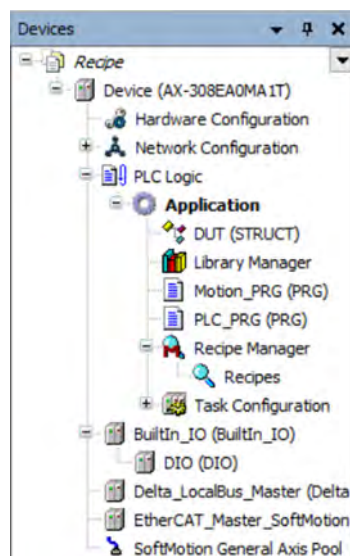 Devices
Recipe
Device (AX-308EA0MA1T)
Hardware Configuration
Network Configuration
PLC Logic
Application
DUT (STRUCT)
Library Manager
Motion_PRG (PRG)
PLC_PRG (PRG)
Recipe Manager
Recipes
Task Configuration
BuiltIn_IO (BuiltIn_IO)
DIO (DIO)
Delta_LocalBus_Master (Delta
EtherCAT_Master_SoftMotion
SoftMotion General Axis Pool